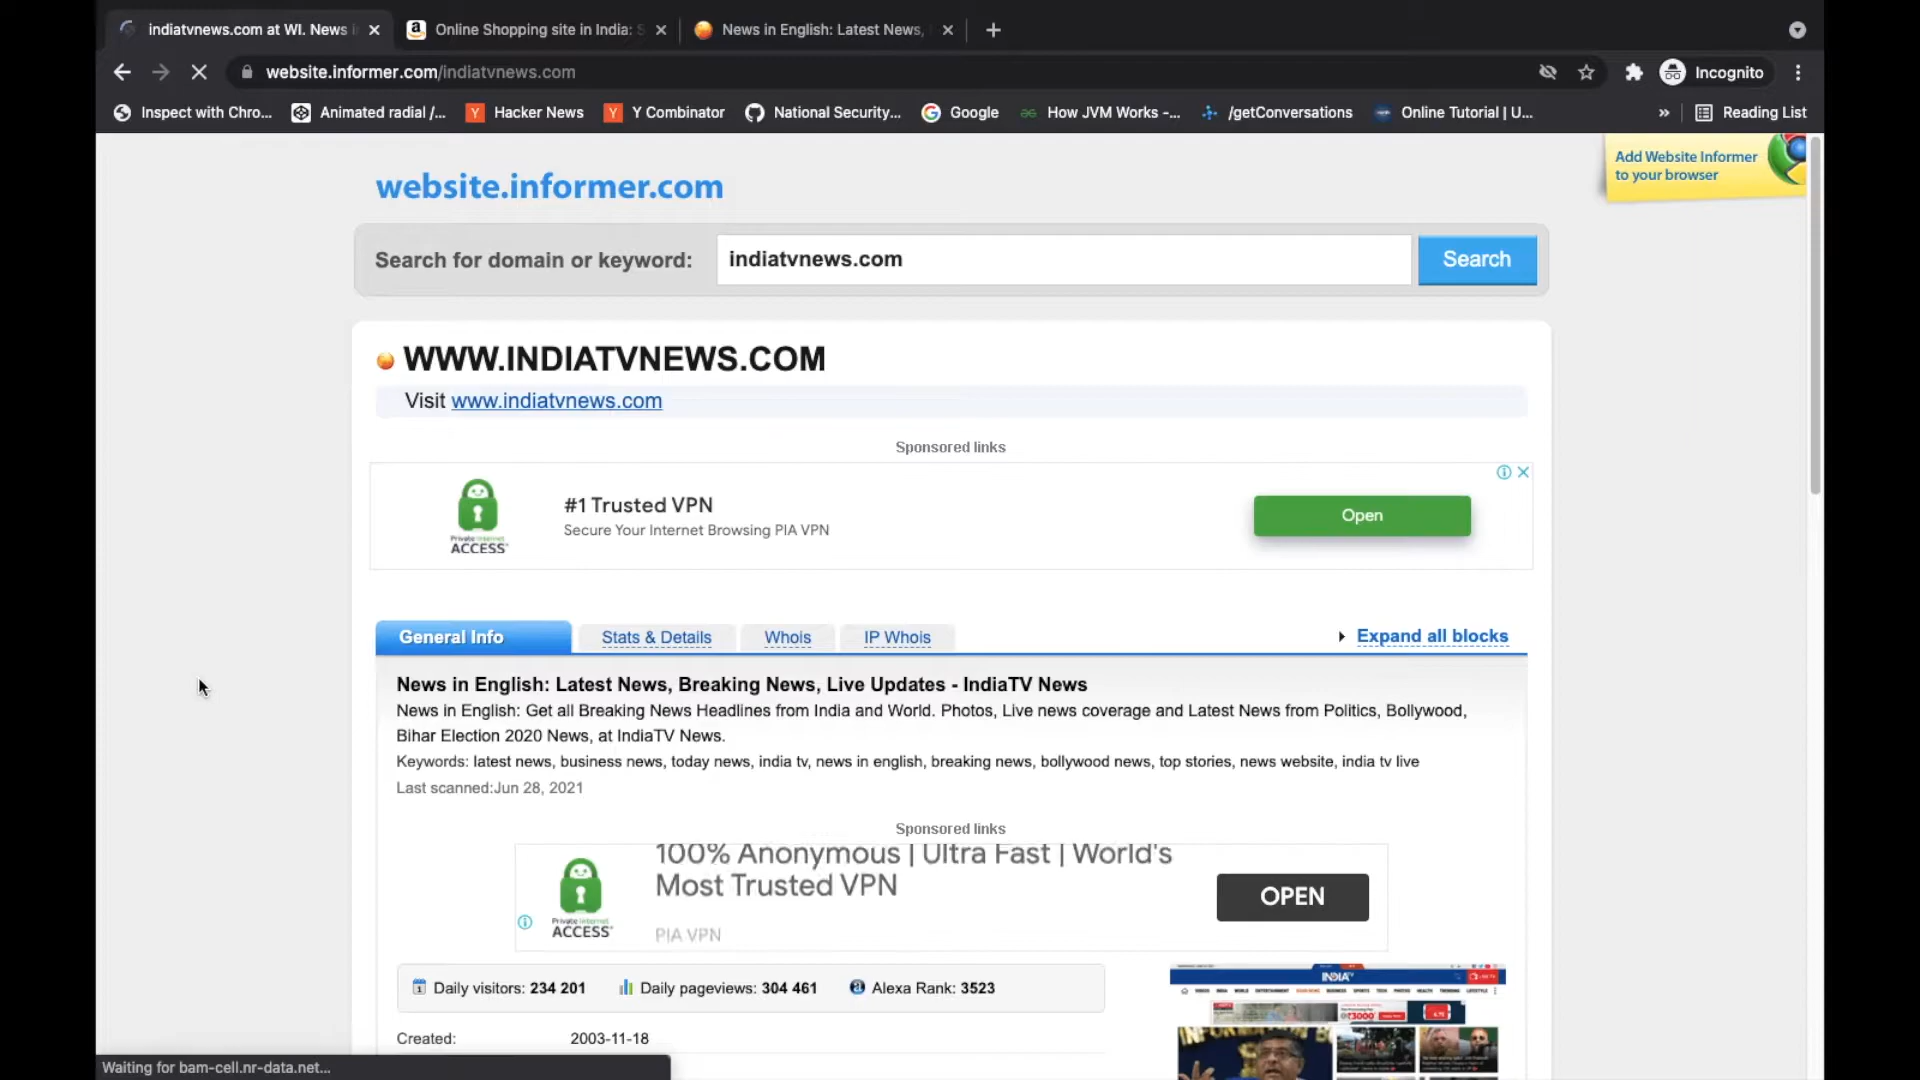 indiatvnews.com at WI. News i
Online Shopping site in India: S
News in English: Latest News,
website.informer.com/indiatvnews.com
Incognito
Inspect with Chro...
Animated radial /...
Hacker News
Y Combinator
National Security...
Google
How JVM Works -...
/getConversations
Online Tutorial | U...
»
Reading List
Add Website Informer
to your browser
website.informer.com
Search for domain or keyword:
indiatvnews.com
Search
WWW.INDIATVNEWS.COM
Visit www.indiatvnews.com
Sponsored links
#1 Trusted VPN
Secure Your Internet Browsing PIA VPN
Private Internet
ACCESS
Open
General Info
Stats & Details
Whois
IP Whois
Expand all blocks
News in English: Latest News, Breaking News, Live Updates - IndiaTV News
News in English: Get all Breaking News Headlines from India and World. Photos, Live news coverage and Latest News from Politics, Bollywood,
Bihar Election 2020 News, at IndiaTV News.
Keywords: latest news, business news, today news, india tv, news in english, breaking news, bollywood news, top stories, news website, india tv live
Last scanned:Jun 28, 2021
Sponsored links
100% Anonymous | Ultra Fast | World's
Most Trusted VPN
PIA VPN
Private Internet
ACCESS
OPEN
Daily visitors: 234 201
Daily pageviews: 304 461
Alexa Rank: 3523
INDIA TV
Created: 2003-11-18
Waiting for bam-cell.nr-data.net...